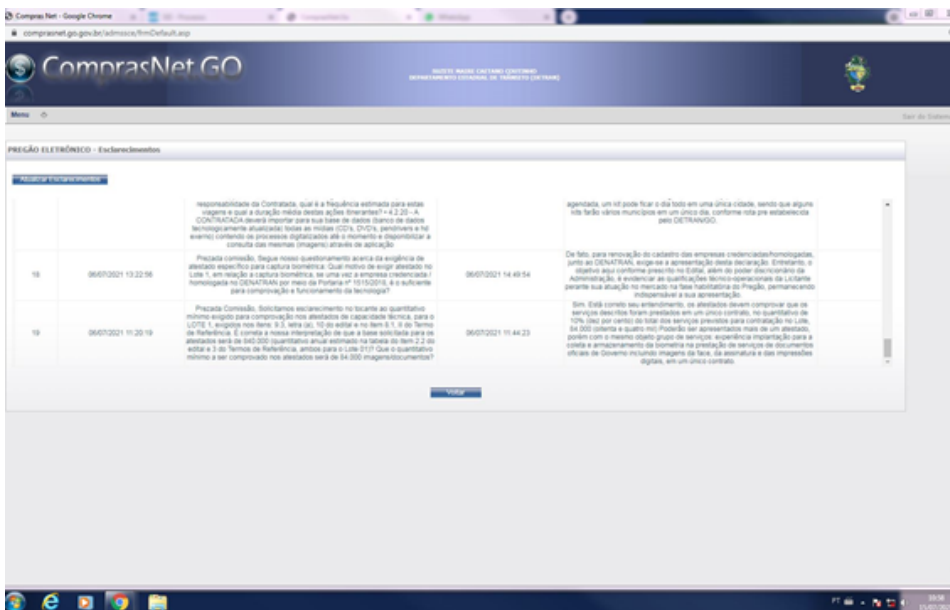 Compras Net - Google Chrome
comprasnet.go.gov.br/admssce/frmDefault.asp
ComprasNet.GO
DEPARTAMENTO ESTADUAL DE TRÂNSITO (DETRAN)
Menu
Sair do Sistema
PREGÃO ELETRÔNICO - Esclarecimentos
Atualizar Esclarecimentos
responsabilidade da Contratada, qual é a frequência estimada para estas
viagens e qual a duração média destas ações itinerantes? • 4.2.20 - A
CONTRATADA deverá importar para sua base de dados (banco de dados
tecnologicamente atualizada) todas as mídias (CD's, DVD's, pendrivers e hd
externo) contendo os processos digitalizados até o momento e disponibilizar a
consulta das mesmas (imagens) através de aplicação
agendada, um kit pode ficar o dia todo em uma única cidade, sendo que alguns
kits farão vários municípios em um único dia, conforme rota pre estabelecida
pelo DETRAN/GO.
18
06/07/2021 13:22:56
Prezada comissão, Segue nosso questionamento acerca da exigência de
atestado específico para captura biométrica: Qual motivo de exigir atestado no
Lote 1, em relação a captura biométrica, se uma vez a empresa credenciada /
homologada no DENATRAN por meio da Portaria nº 1515/2018, é o suficiente
para comprovação e funcionamento da tecnologia?
06/07/2021 14:49:54
De fato, para renovação do cadastro das empresas credenciadas/homologadas,
junto ao DENATRAN, exige-se a apresentação desta declaração. Entretanto, o
objetivo aqui conforme prescrito no Edital, além do poder discricionário da
Administração, é evidenciar as qualificações técnico-operacionais da Licitante
perante sua atuação no mercado na fase habilitatória do Pregão, permanecendo
indispensável a sua apresentação.
19
06/07/2021 11:20:19
Prezada Comissão, Solicitamos esclarecimento no tocante ao quantitativo
mínimo exigido para comprovação nos atestados de capacidade técnica, para o
LOTE 1, exigidos nos itens: 9.3, letra (e), 10 do edital e no item 6.1, II do Termo
de Referência. É correta a nossa interpretação de que a base solicitada para os
atestados será de 840.000 (quantitativo anual estimado na tabela do item 2.2 do
edital e 3 do Termos de Referência, ambos para o Lote 01)? Que o quantitativo
mínimo a ser comprovado nos atestados será de 84.000 imagens/documentos?
06/07/2021 11:44:23
Sim. Está correto seu entendimento, os atestados devem comprovar que os
serviços descritos foram prestados em um único contrato, no quantitativo de
10% (dez por cento) do total dos serviços previstos para contratação no Lote,
84.000 (oitenta e quatro mil) Poderão ser apresentados mais de um atestado,
porém com o mesmo objeto grupo de serviços: experiência implantação para a
coleta e armazenamento da biometria na prestação de serviços de documentos
oficiais de Governo incluindo imagens da face, da assinatura e das impressões
digitais, em um único contrato.
Voltar
PT